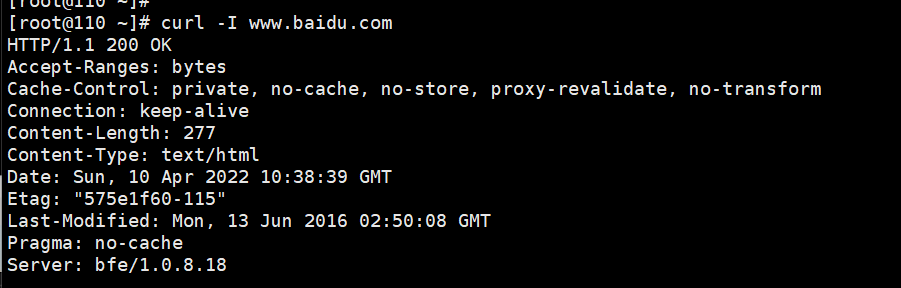 [root@110 ~]#
[root@110 ~]# curl -I www.baidu.com
HTTP/1.1 200 OK
Accept-Ranges: bytes
Cache-Control: private, no-cache, no-store, proxy-revalidate, no-transform
Connection: keep-alive
Content-Length: 277
Content-Type: text/html
Date: Sun, 10 Apr 2022 10:38:39 GMT
Etag: "575e1f60-115"
Last-Modified: Mon, 13 Jun 2016 02:50:08 GMT
Pragma: no-cache
Server: bfe/1.0.8.18